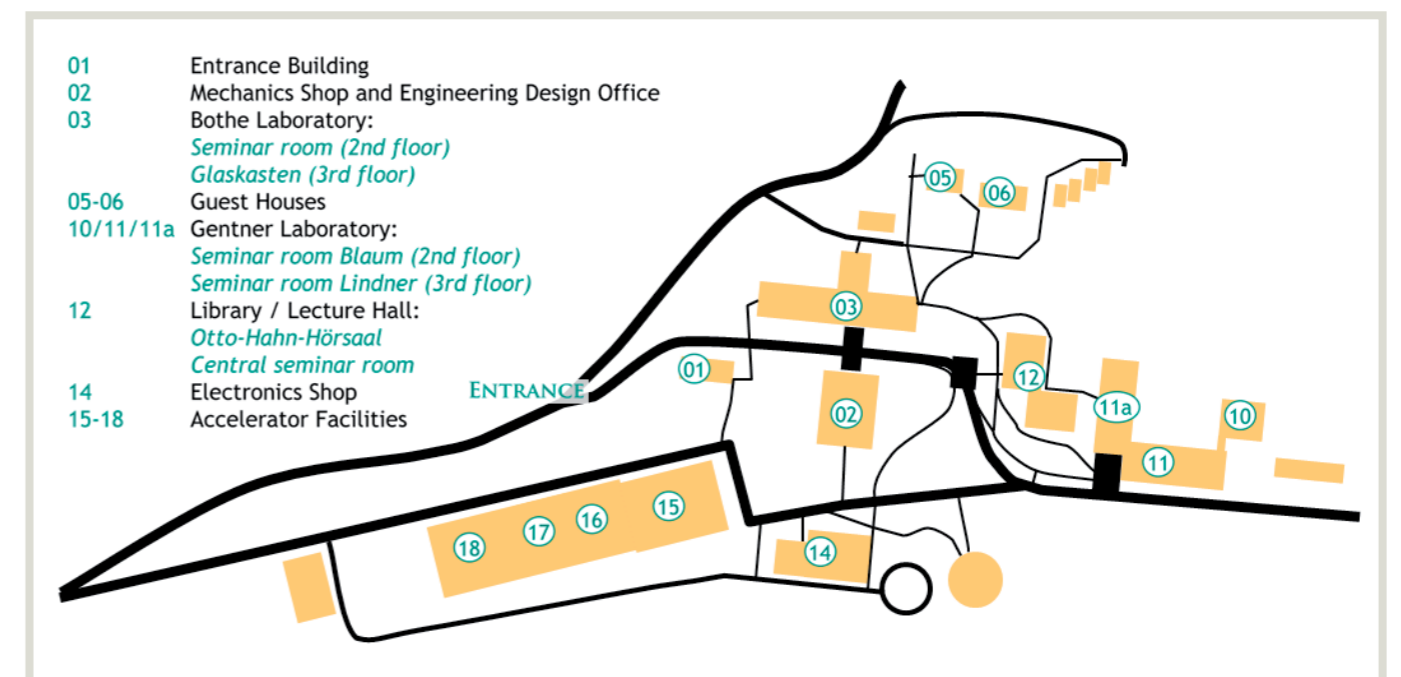 01 Entrance Building
02 Mechanics Shop and Engineering Design Office
03 Bothe Laboratory:
Seminar room (2nd floor)
Glaskasten (3rd floor)
05-06 Guest Houses
10/11/11a Gentner Laboratory:
Seminar room Blaum (2nd floor)
Seminar room Lindner (3rd floor)
12 Library / Lecture Hall:
Otto-Hahn-Hörsaal
Central seminar room
14 Electronics Shop
15-18 Accelerator Facilities
ENTRANCE
05
06
03
01
02
12
11a
10
11
15
16
17
18
14